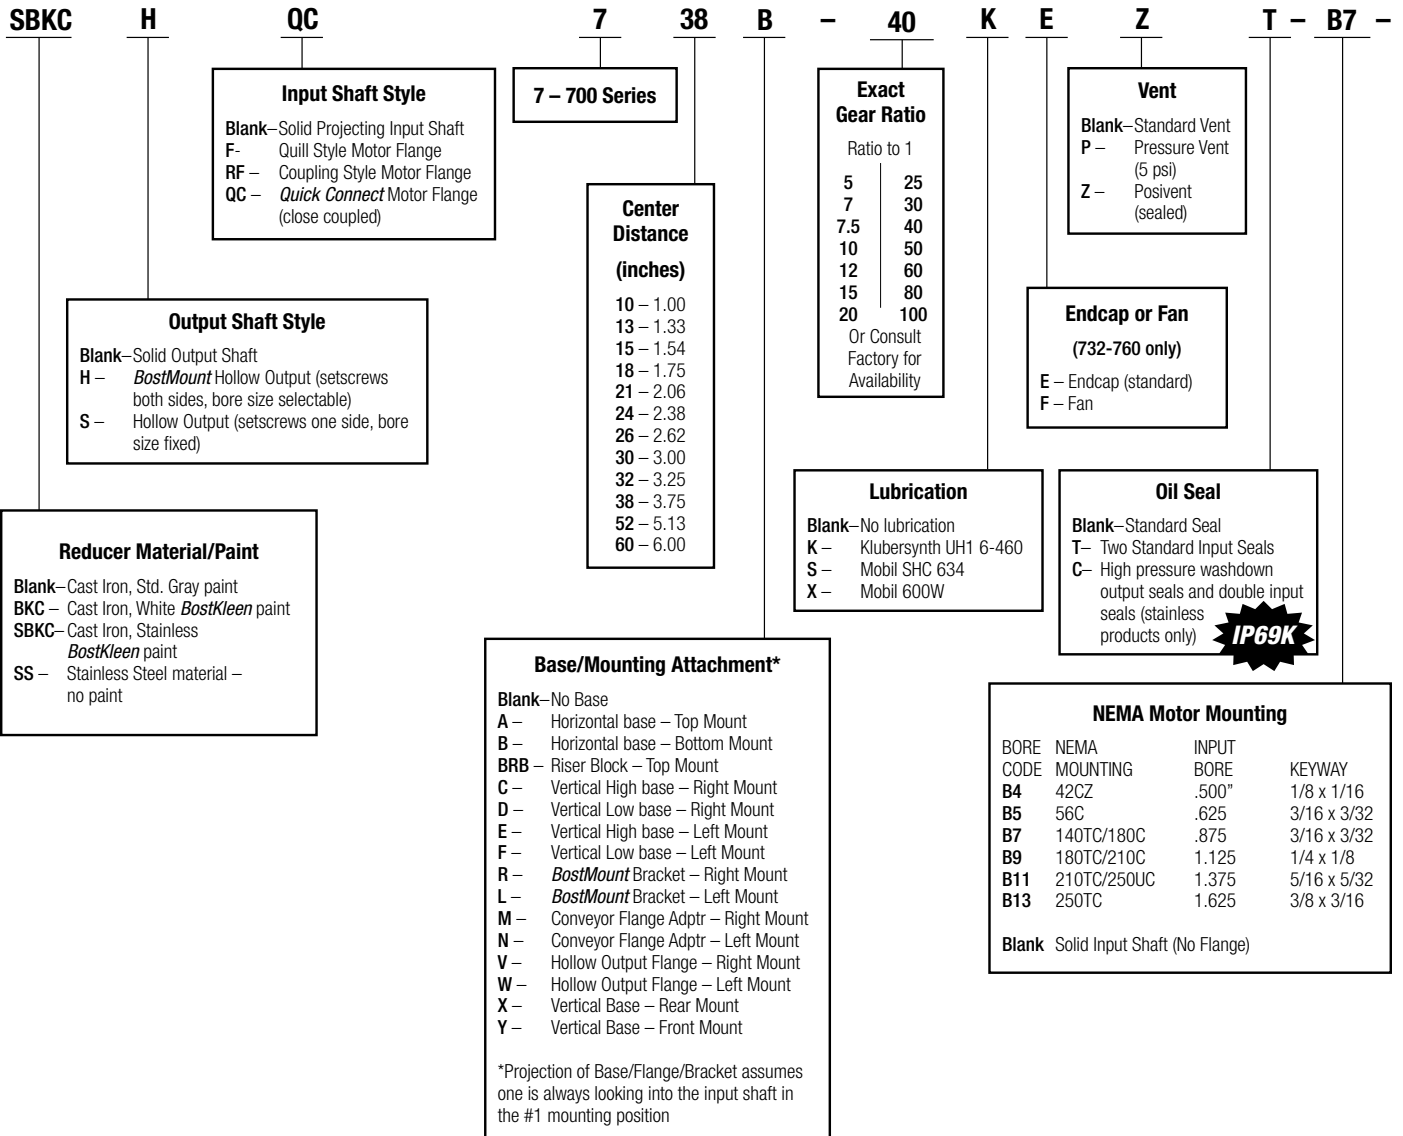 SBKC H QC 7 38 B – 40 K E Z T – B7 –
Input Shaft Style
Blank–Solid Projecting Input Shaft
F- Quill Style Motor Flange
RF – Coupling Style Motor Flange
QC – Quick Connect Motor Flange
(close coupled)
7 – 700 Series
Exact
Gear Ratio
Ratio to 1
5 25
7 30
7.5 40
10 50
12 60
15 80
20 100
Or Consult
Factory for
Availability
Vent
Blank–Standard Vent
P – Pressure Vent
(5 psi)
Z – Posivent
(sealed)
Center
Distance
(inches)
10 – 1.00
13 – 1.33
15 – 1.54
18 – 1.75
21 – 2.06
24 – 2.38
26 – 2.62
30 – 3.00
32 – 3.25
38 – 3.75
52 – 5.13
60 – 6.00
Output Shaft Style
Blank–Solid Output Shaft
H – BostMount Hollow Output (setscrews
both sides, bore size selectable)
S – Hollow Output (setscrews one side, bore
size fixed)
Endcap or Fan
(732-760 only)
E – Endcap (standard)
F – Fan
Lubrication
Blank–No lubrication
K – Klubersynth UH1 6-460
S – Mobil SHC 634
X – Mobil 600W
Oil Seal
Blank–Standard Seal
T– Two Standard Input Seals
C– High pressure washdown
output seals and double input
seals (stainless
products only)
IP69K
Reducer Material/Paint
Blank–Cast Iron, Std. Gray paint
BKC – Cast Iron, White BostKleen paint
SBKC–Cast Iron, Stainless
BostKleen paint
SS – Stainless Steel material –
no paint
Base/Mounting Attachment*
Blank–No Base
A – Horizontal base – Top Mount
B – Horizontal base – Bottom Mount
BRB – Riser Block – Top Mount
C – Vertical High base – Right Mount
D – Vertical Low base – Right Mount
E – Vertical High base – Left Mount
F – Vertical Low base – Left Mount
R – BostMount Bracket – Right Mount
L – BostMount Bracket – Left Mount
M – Conveyor Flange Adptr – Right Mount
N – Conveyor Flange Adptr – Left Mount
V – Hollow Output Flange – Right Mount
W – Hollow Output Flange – Left Mount
X – Vertical Base – Rear Mount
Y – Vertical Base – Front Mount
*Projection of Base/Flange/Bracket assumes
one is always looking into the input shaft in
the #1 mounting position
NEMA Motor Mounting
BORE NEMA INPUT
CODE MOUNTING BORE KEYWAY
B4 42CZ .500” 1/8 x 1/16
B5 56C .625 3/16 x 3/32
B7 140TC/180C .875 3/16 x 3/32
B9 180TC/210C 1.125 1/4 x 1/8
B11 210TC/250UC 1.375 5/16 x 5/32
B13 250TC 1.625 3/8 x 3/16
Blank Solid Input Shaft (No Flange)